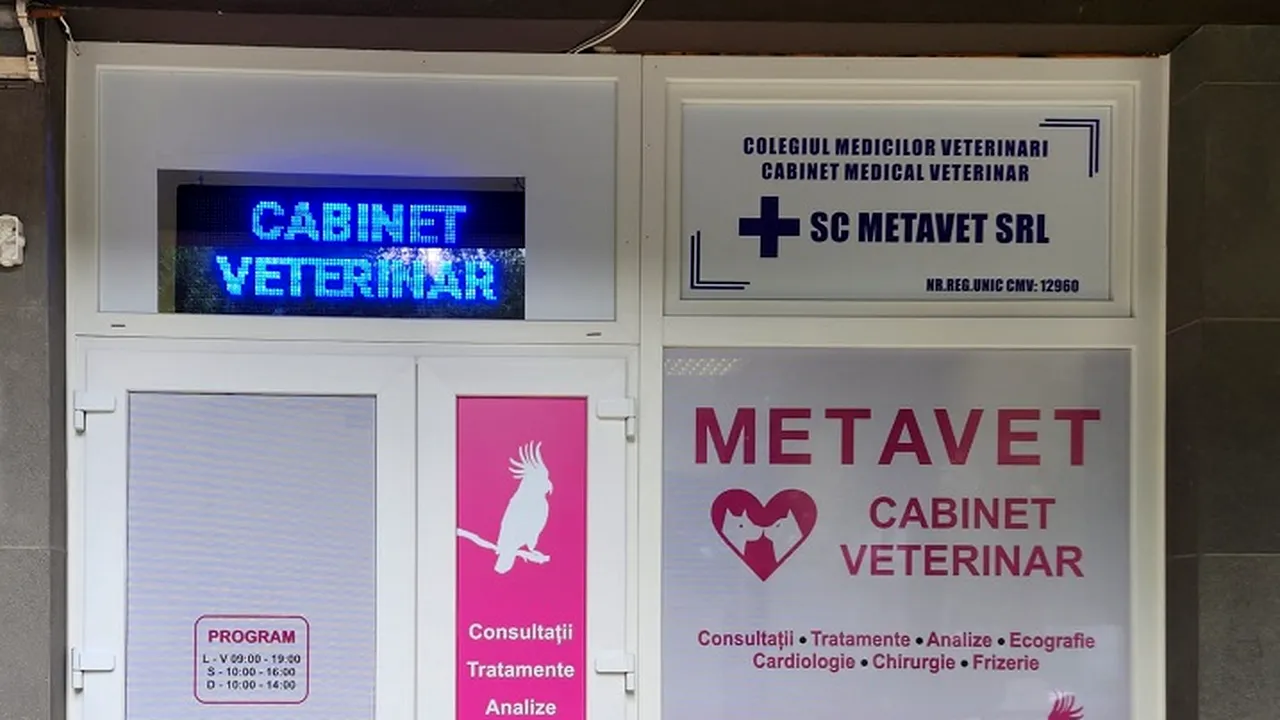 CABINET
VETERINAR
COLEGIUL MEDICILOR VETERINARI
CABINET MEDICAL VETERINAR
SC METAVET SRL
NR.REG.UNIC CMV: 12960
METAVET
CABINET
VETERINAR
Consultații • Tratamente • Analize • Ecografie
Cardiologie • Chirurgie • Frizerie
Consultații
Tratamente
Analize
PROGRAM
L - V 09:00 - 19:00
S - 10:00 - 16:00
D - 10:00 - 14:00